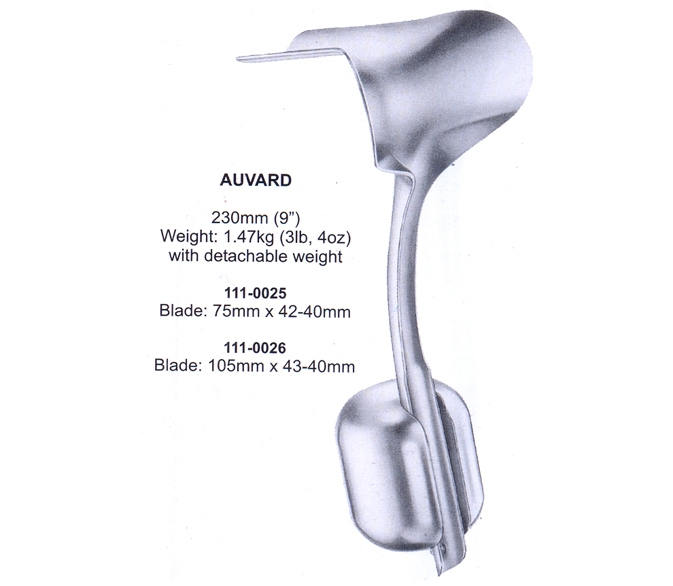 AUVARD
230mm (9”)
Weight: 1.47kg (3lb, 4oz)
with detachable weight
111-0025
Blade: 75mm x 42-40mm
111-0026
Blade: 105mm x 43-40mm